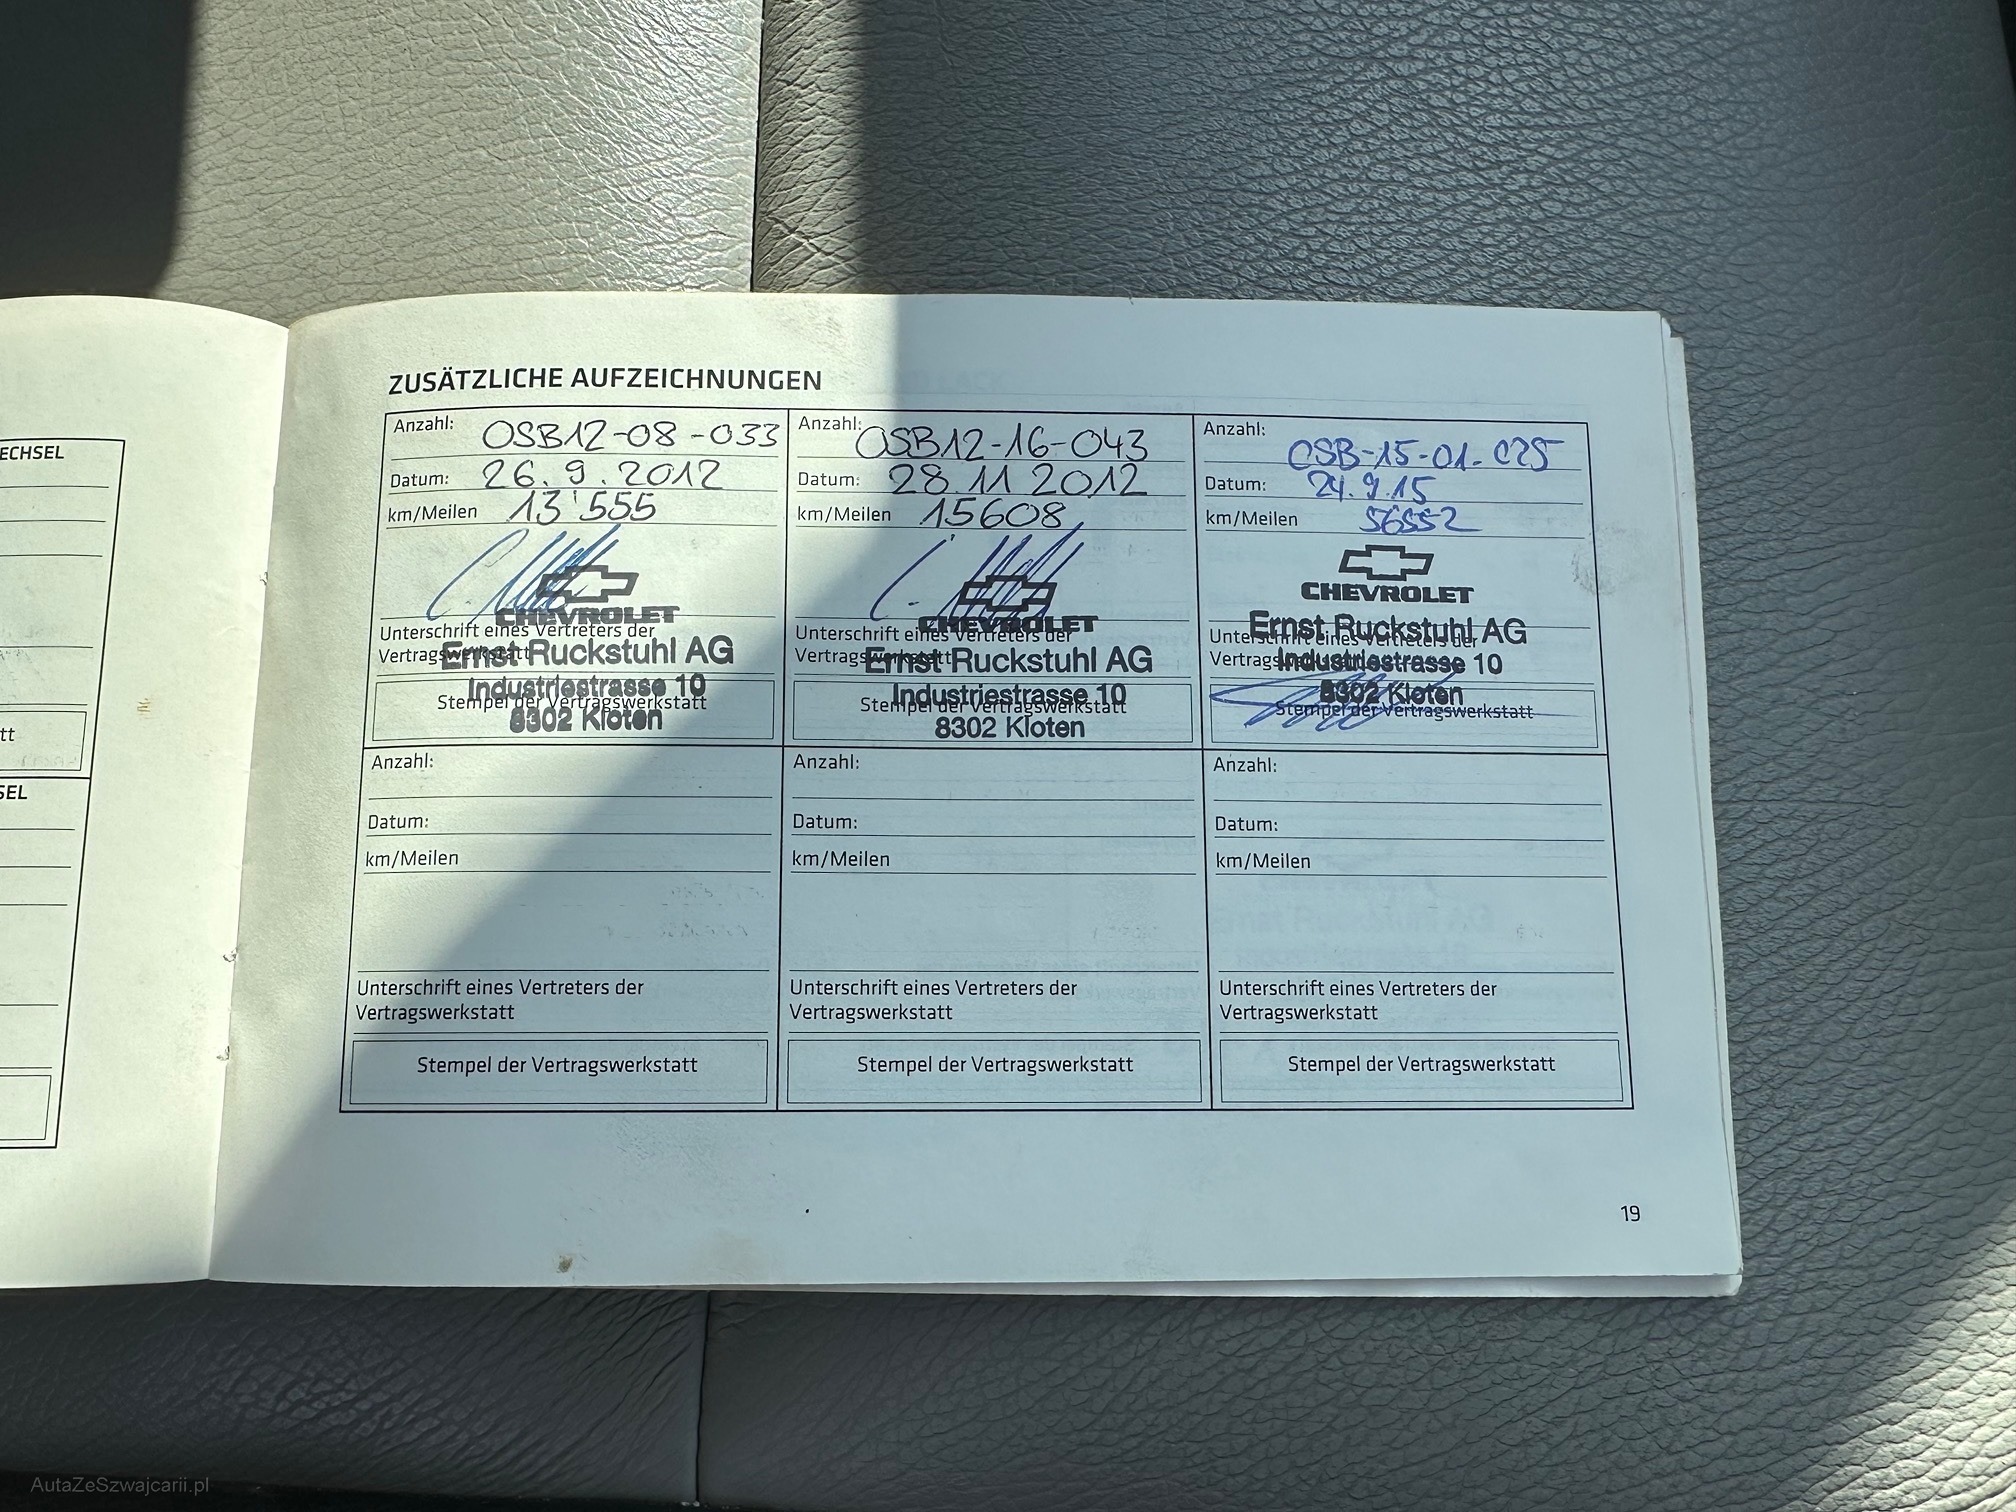 ECHSEL
tt
SEL
ZUSÄTZLICHE AUFZEICHNUNGEN
Anzahl: OSB12-08-033
Datum: 26.9.2012
km/Meilen 13'555
CHEVROLET
Unterschrift eines Vertreters der
Vertragswerkstatt
Ernst Ruckstuhl AG
Industriestrasse 10
Stempel der Vertragswerkstatt
8302 Kloten
Anzahl: OSB12-16-043
Datum: 28.11 2012
km/Meilen 15608
CHEVROLET
Unterschrift eines Vertreters der
Vertragswerkstatt
Ernst Ruckstuhl AG
Industriestrasse 10
Stempel der Vertragswerkstatt
8302 Kloten
Anzahl: OSB-15-01-025
Datum: 24.9.15
km/Meilen 56552
CHEVROLET
Ernst Ruckstuhl AG
Unterschrift eines Vertreters der
Vertragswerkstatt
Industriestrasse 10
8302 Kloten
Stempel der Vertragswerkstatt
Anzahl:
Datum:
km/Meilen
Unterschrift eines Vertreters der
Vertragswerkstatt
Stempel der Vertragswerkstatt
Anzahl:
Datum:
km/Meilen
Unterschrift eines Vertreters der
Vertragswerkstatt
Stempel der Vertragswerkstatt
Anzahl:
Datum:
km/Meilen
Unterschrift eines Vertreters der
Vertragswerkstatt
Stempel der Vertragswerkstatt
19
AutaZeSzwajcarii.pl